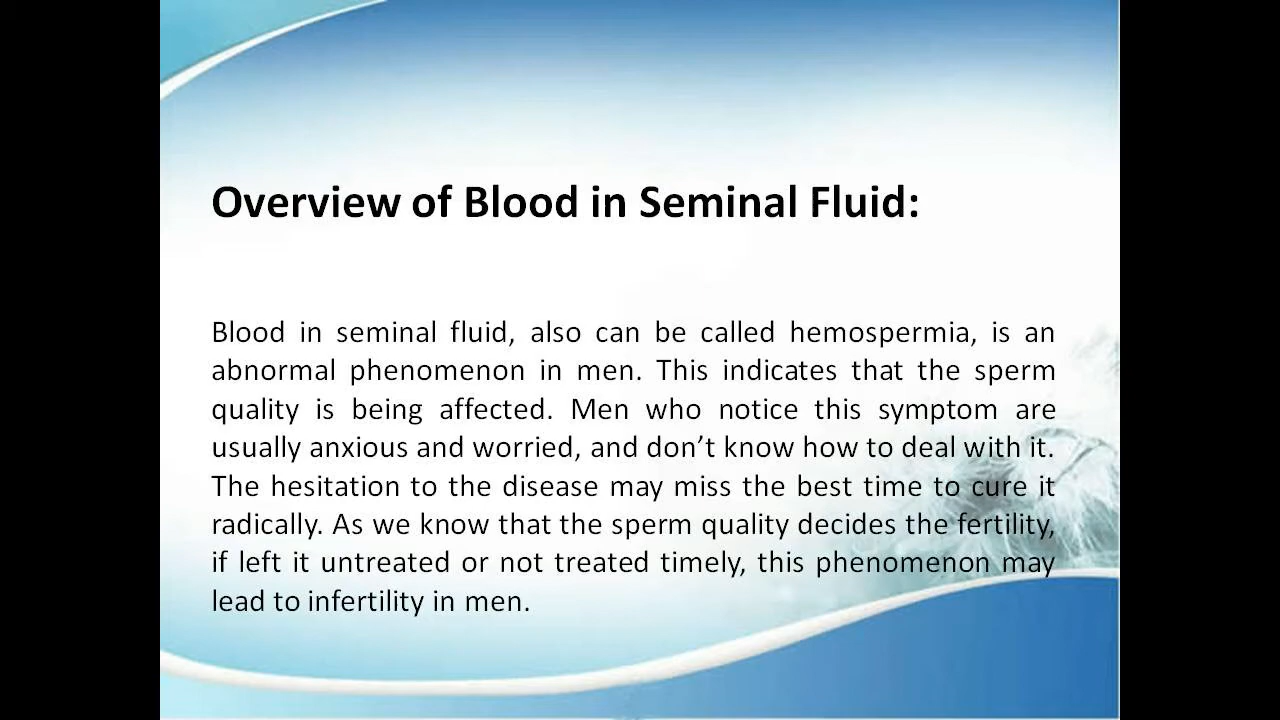 Overview of Blood in Seminal Fluid:
Blood in seminal fluid, also can be called hemospermia, is an
abnormal phenomenon in men. This indicates that the sperm
quality is being affected. Men who notice this symptom are
usually anxious and worried, and don’t know how to deal with it.
The hesitation to the disease may miss the best time to cure it
radically. As we know that the sperm quality decides the fertility,
if left it untreated or not treated timely, this phenomenon may
lead to infertility in men.